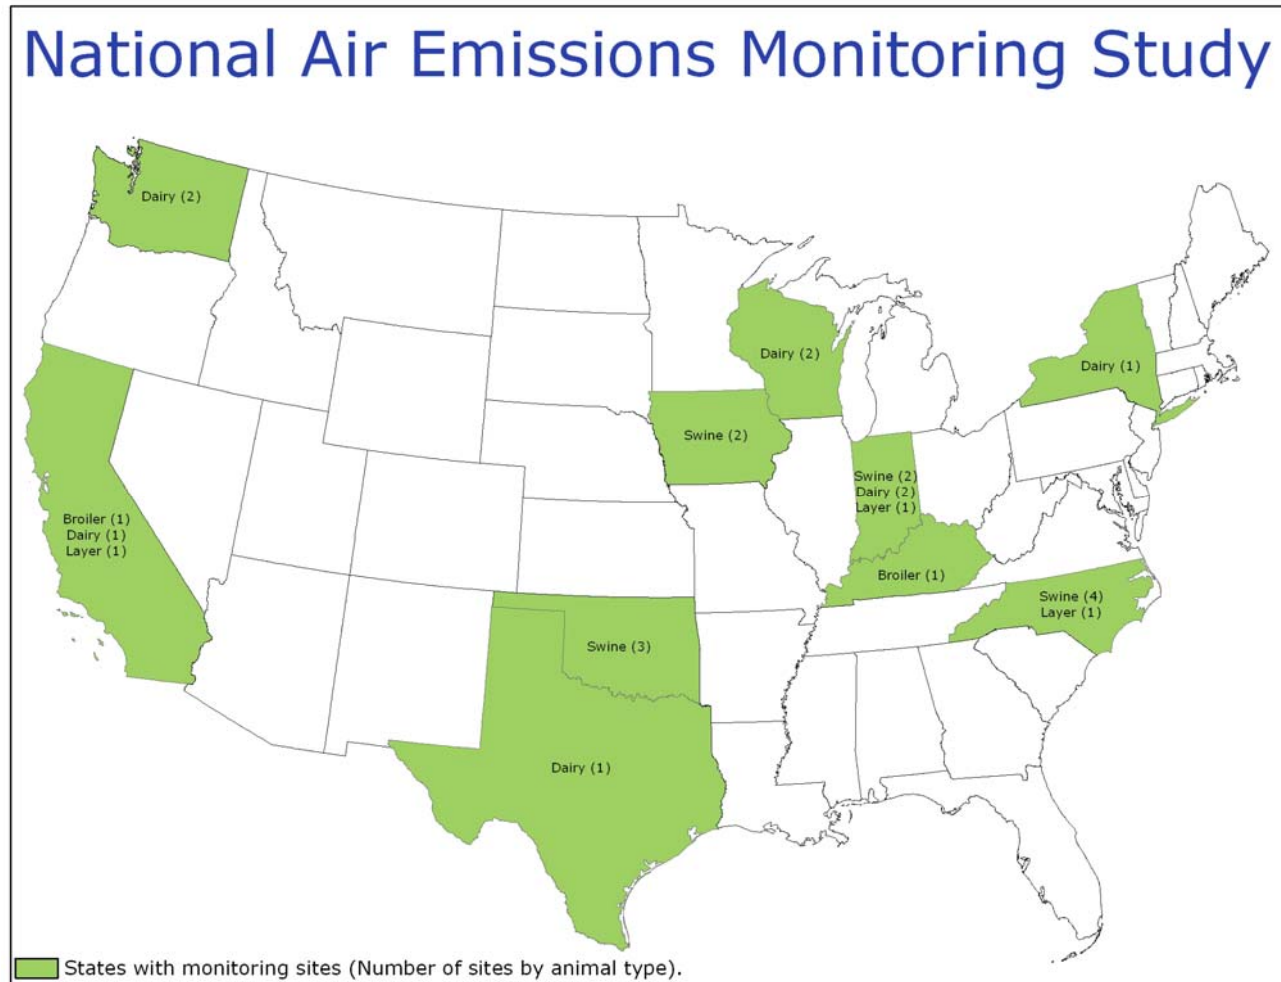 National Air Emissions Monitoring Study
Dairy (2)
Dairy (2)
Dairy (1)
Swine (2)
Swine (2)
Dairy (2)
Layer (1)
Broiler (1)
Dairy (1)
Layer (1)
Broiler (1)
Swine (4)
Layer (1)
Swine (3)
Dairy (1)
States with monitoring sites (Number of sites by animal type).